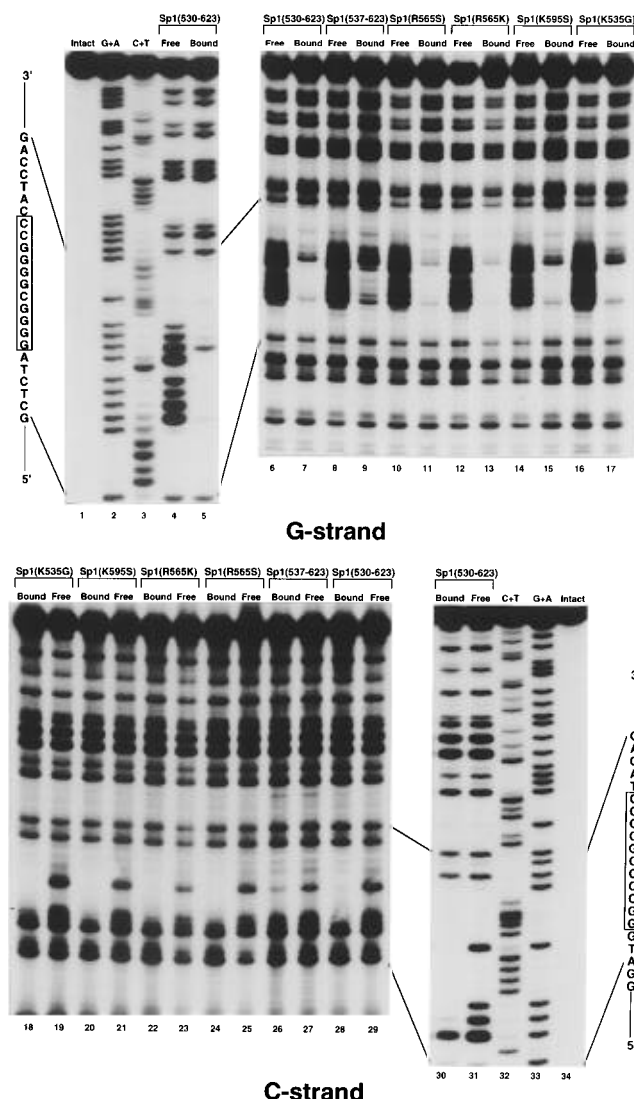 Sp1(530-623)
Intact G+A C+T Free Bound
3'
G
A
C
C
T
A
C
C
C
G
G
G
G
C
G
G
G
G
A
T
C
T
C
G
5'
1 2 3 4 5
Sp1(530-623) Sp1(537-623) Sp1(R565S) Sp1(R565K) Sp1(K595S) Sp1(K535G)
Free Bound Free Bound Free Bound Free Bound Free Bound Free Bound
6 7 8 9 10 11 12 13 14 15 16 17
G-strand
Sp1(K535G) Sp1(K595S) Sp1(R565K) Sp1(R565S) Sp1(537-623) Sp1(530-623)
Bound Free Bound Free Bound Free Bound Free Bound Free Bound Free
18 19 20 21 22 23 24 25 26 27 28 29
Sp1(530-623)
Bound Free C+T G+A Intact
3
A
A
T
C
C
C
C
G
C
C
C
C
G
G
G
T
A
G
G
5
30 31 32 33 34
C-strand